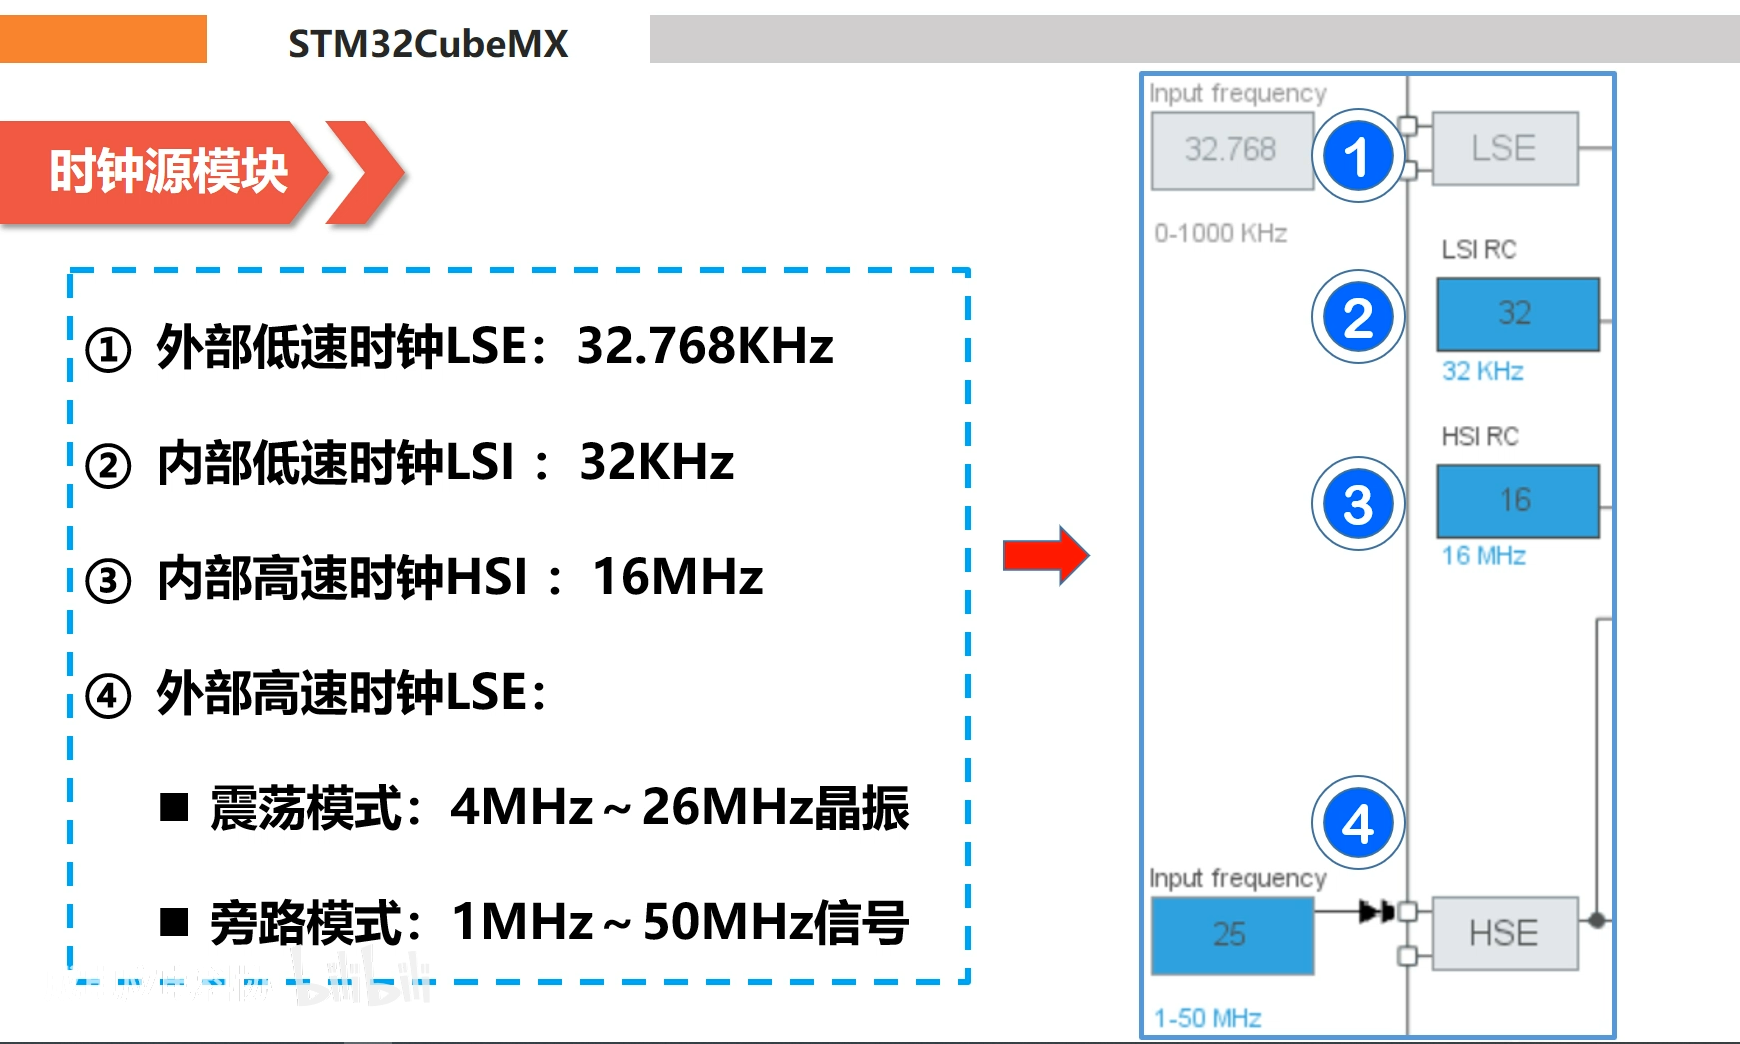 STM32CubeMX
时钟源模块
① 外部低速时钟LSE：32.768KHz
② 内部低速时钟LSI ：32KHz
③ 内部高速时钟HSI ：16MHz
④ 外部高速时钟LSE：
■ 震荡模式：4MHz～26MHz晶振
■ 旁路模式：1MHz～50MHz信号
bilibili
Input frequency
32.768
1
LSE
0-1000 KHz
LSI RC
2
32
32 KHz
HSI RC
3
16
16 MHz
4
Input frequency
25
HSE
1-50 MHz